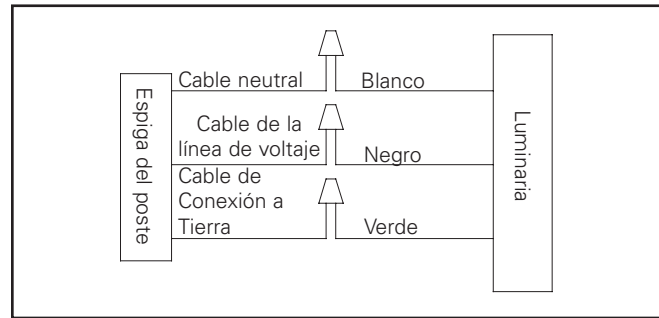 Espiga del poste
Cable neutral
Blanco
Cable de la
línea de voltaje
Negro
Cable de
Conexión a
Tierra
Verde
Luminaria